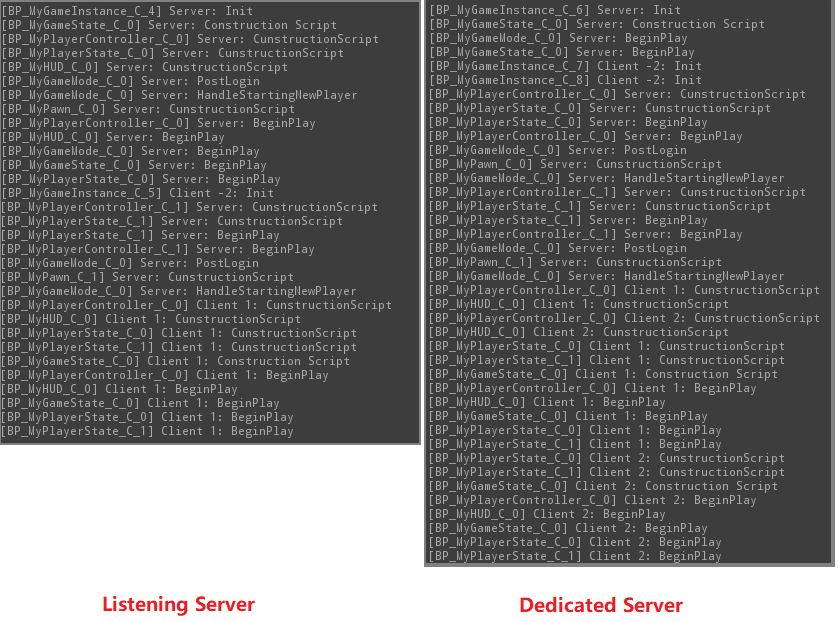 [BP_MyGameInstance_C_4] Server: Init
[BP_MyPlayerController_C_0] Server: CunstructionScript
[BP_MyPlayerState_C_0] Server: CunstructionScript
[BP_MyHUD_C_0] Server: CunstructionScript
[BP_MyGameMode_C_0] Server: PostLogin
[BP_MyGameMode_C_0] Server: HandleStartingNewPlayer
[BP_MyPawn_C_0] Server: CunstructionScript
[BP_MyPlayerController_C_0] Server: BeginPlay
[BP_MyHUD_C_0] Server: BeginPlay
[BP_MyGameMode_C_0] Server: BeginPlay
[BP_MyGameState_C_0] Server: BeginPlay
[BP_MyPlayerState_C_0] Server: BeginPlay
[BP_MyGameInstance_C_5] Client -2: Init
[BP_MyPlayerController_C_1] Server: CunstructionScript
[BP_MyPlayerState_C_1] Server: CunstructionScript
[BP_MyPlayerState_C_1] Server: BeginPlay
[BP_MyPlayerController_C_1] Server: BeginPlay
[BP_MyGameMode_C_0] Server: PostLogin
[BP_MyPawn_C_1] Server: CunstructionScript
[BP_MyGameMode_C_0] Server: HandleStartingNewPlayer
[BP_MyPlayerController_C_0] Client 1: CunstructionScript
[BP_MyHUD_C_0] Client 1: CunstructionScript
[BP_MyPlayerState_C_0] Client 1: CunstructionScript
[BP_MyPlayerState_C_1] Client 1: CunstructionScript
[BP_MyGameState_C_0] Client 1: Construction Script
[BP_MyPlayerController_C_0] Client 1: BeginPlay
[BP_MyHUD_C_0] Client 1: BeginPlay
[BP_MyGameState_C_0] Client 1: BeginPlay
[BP_MyPlayerState_C_0] Client 1: BeginPlay
[BP_MyPlayerState_C_1] Client 1: BeginPlay
Listening Server
[BP_MyGameInstance_C_6] Server: Init
[BP_MyGameState_C_0] Server: Construction Script
[BP_MyGameMode_C_0] Server: BeginPlay
[BP_MyGameState_C_0] Server: BeginPlay
[BP_MyGameInstance_C_7] Client -2: Init
[BP_MyGameInstance_C_8] Client -2: Init
[BP_MyPlayerController_C_0] Server: CunstructionScript
[BP_MyPlayerState_C_0] Server: CunstructionScript
[BP_MyPlayerState_C_0] Server: BeginPlay
[BP_MyPlayerController_C_0] Server: BeginPlay
[BP_MyGameMode_C_0] Server: PostLogin
[BP_MyPawn_C_0] Server: CunstructionScript
[BP_MyGameMode_C_0] Server: HandleStartingNewPlayer
[BP_MyPlayerController_C_1] Server: CunstructionScript
[BP_MyPlayerState_C_1] Server: CunstructionScript
[BP_MyPlayerState_C_1] Server: BeginPlay
[BP_MyPlayerController_C_1] Server: BeginPlay
[BP_MyGameMode_C_0] Server: PostLogin
[BP_MyPawn_C_1] Server: CunstructionScript
[BP_MyGameMode_C_0] Server: HandleStartingNewPlayer
[BP_MyPlayerController_C_0] Client 1: CunstructionScript
[BP_MyHUD_C_0] Client 1: CunstructionScript
[BP_MyPlayerController_C_0] Client 2: CunstructionScript
[BP_MyHUD_C_0] Client 2: CunstructionScript
[BP_MyPlayerState_C_0] Client 1: CunstructionScript
[BP_MyPlayerState_C_1] Client 1: CunstructionScript
[BP_MyGameState_C_0] Client 1: Construction Script
[BP_MyPlayerController_C_0] Client 1: BeginPlay
[BP_MyHUD_C_0] Client 1: BeginPlay
[BP_MyGameState_C_0] Client 1: BeginPlay
[BP_MyPlayerState_C_0] Client 1: BeginPlay
[BP_MyPlayerState_C_1] Client 1: BeginPlay
[BP_MyPlayerState_C_0] Client 2: CunstructionScript
[BP_MyPlayerState_C_1] Client 2: CunstructionScript
[BP_MyGameState_C_0] Client 2: Construction Script
[BP_MyPlayerController_C_0] Client 2: BeginPlay
[BP_MyHUD_C_0] Client 2: BeginPlay
[BP_MyGameState_C_0] Client 2: BeginPlay
[BP_MyPlayerState_C_0] Client 2: BeginPlay
[BP_MyPlayerState_C_1] Client 2: BeginPlay
Dedicated Server